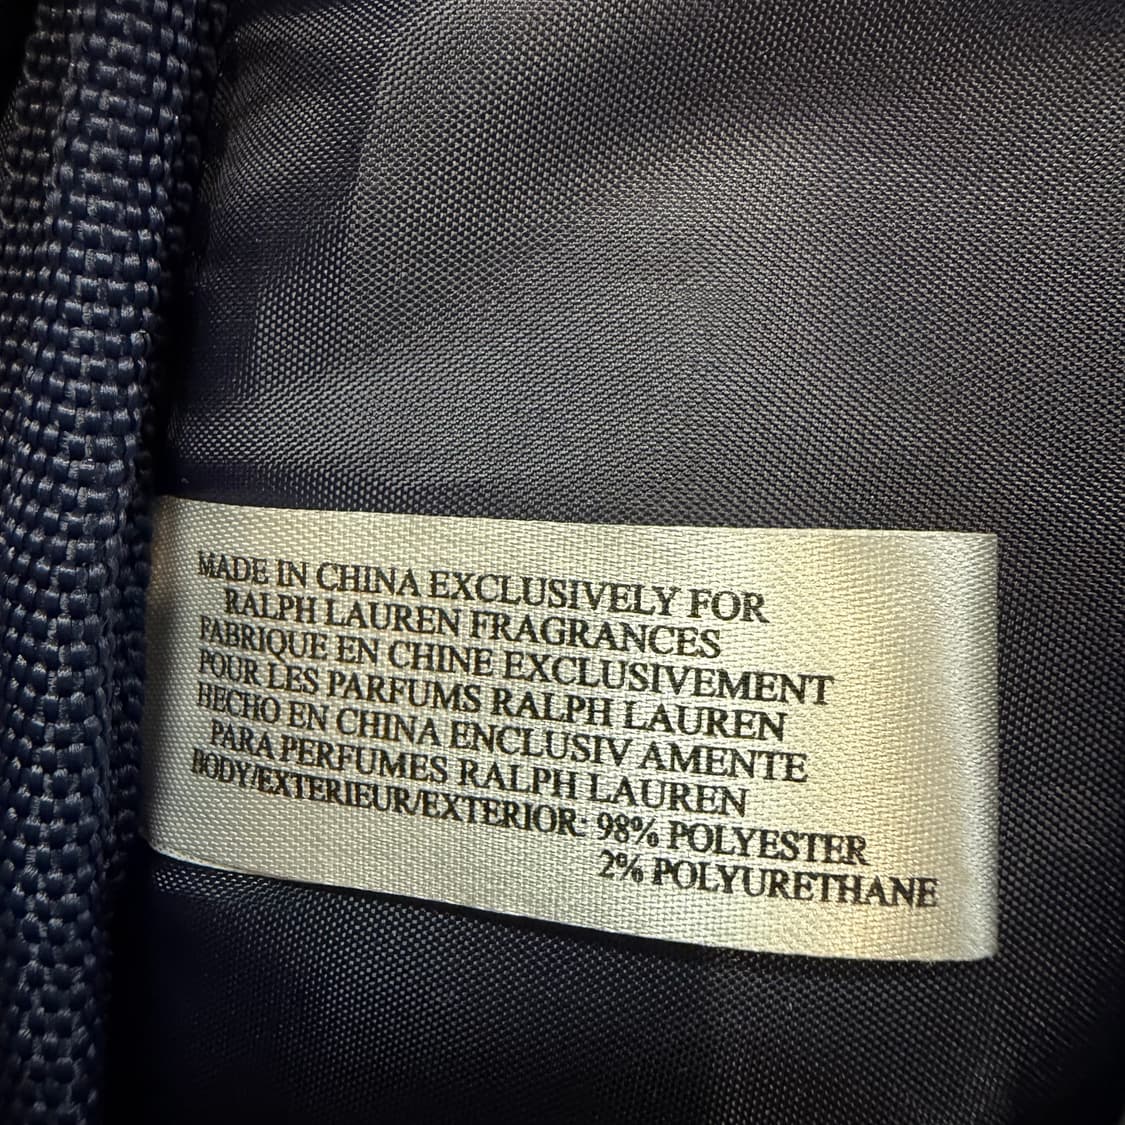 MADE IN CHINA EXCLUSIVELY FOR
RALPH LAUREN FRAGRANCES
FABRIQUE EN CHINE EXCLUSIVEMENT
POUR LES PARFUMS RALPH LAUREN
HECHO EN CHINA ENCLUSIV AMENTE
PARA PERFUMES RALPH LAUREN
BODY/EXTERIEUR/EXTERIOR: 98% POLYESTER
2% POLYURETHANE